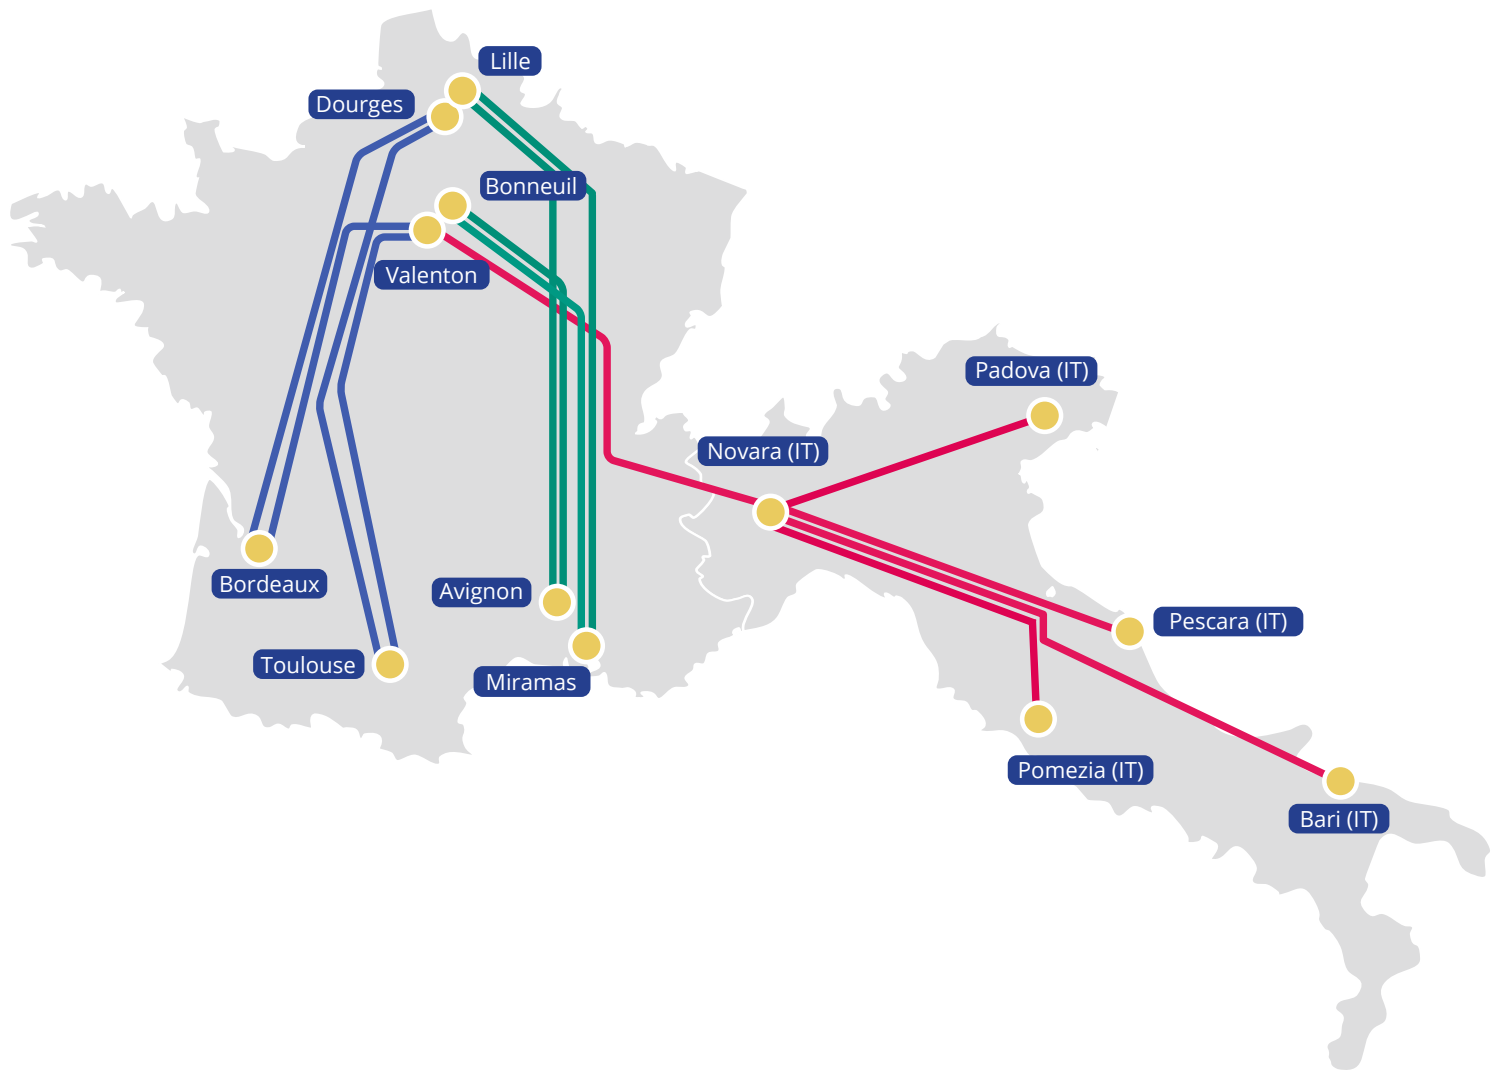 Lille
Dourges
Bonneuil
Valenton
Padova (IT)
Novara (IT)
Bordeaux
Avignon
Pescara (IT)
Toulouse
Miramas
Pomezia (IT)
Bari (IT)